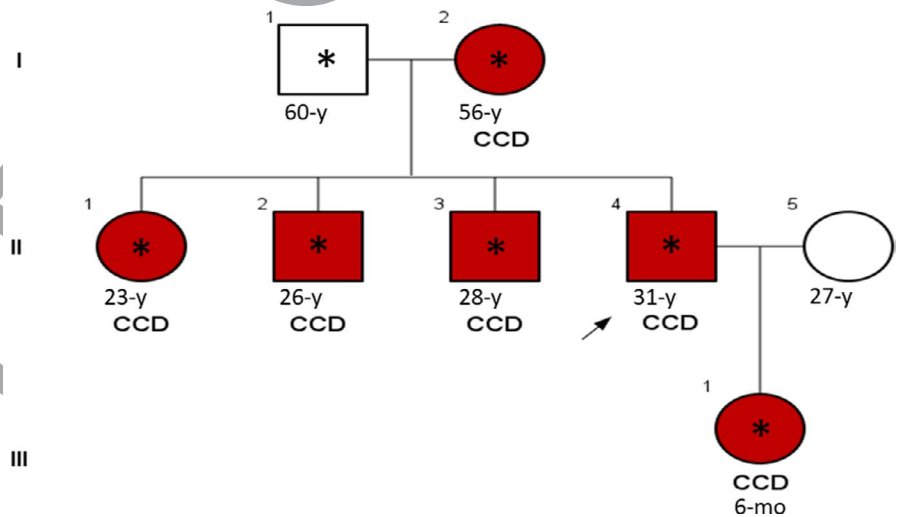 1 2
I * *
60-y 56-y
CCD
1 2 3 4 5
II * * * *
23-y 26-y 28-y 31-y 27-y
CCD CCD CCD CCD
1
III *
CCD
6-mo